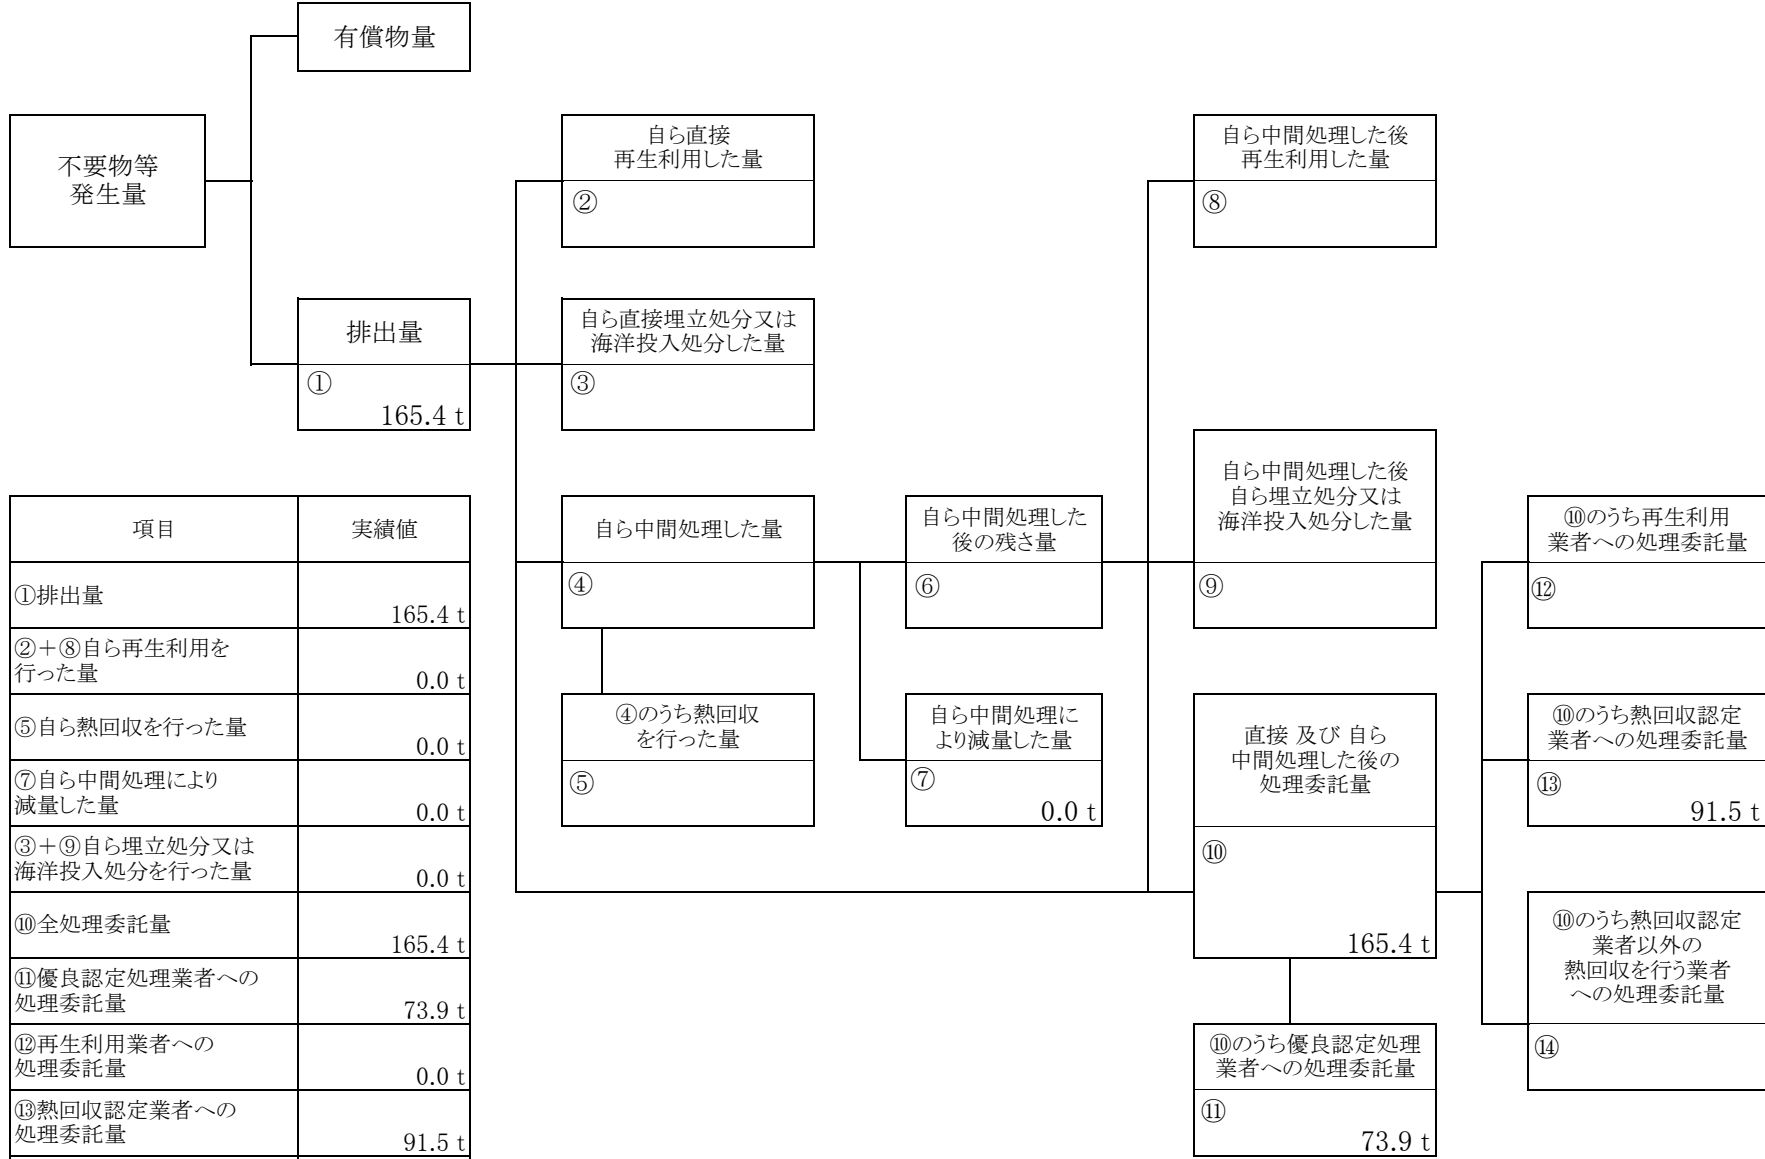 有償物量
不要物等
発生量
自ら直接
再生利用した量
②
自ら中間処理した後
再生利用した量
⑧
排出量
①
165.4 t
自ら直接埋立処分又は
海洋投入処分した量
③
自ら中間処理した量
④
自ら中間処理した
後の残さ量
⑥
自ら中間処理した後
自ら埋立処分又は
海洋投入処分した量
⑨
⑩のうち再生利用
業者への処理委託量
⑫
④のうち熱回収
を行った量
⑤
自ら中間処理に
より減量した量
⑦
0.0 t
直接 及び 自ら
中間処理した後の
処理委託量
⑩
165.4 t
⑩のうち熱回収認定
業者への処理委託量
⑬
91.5 t
⑩のうち熱回収認定
業者以外の
熱回収を行う業者
への処理委託量
⑭
⑩のうち優良認定処理
業者への処理委託量
⑪
73.9 t
項目 実績値
①排出量
165.4 t
②+⑧自ら再生利用を
行った量
0.0 t
⑤自ら熱回収を行った量
0.0 t
⑦自ら中間処理により
減量した量
0.0 t
③+⑨自ら埋立処分又は
海洋投入処分を行った量
0.0 t
⑩全処理委託量
165.4 t
⑪優良認定処理業者への
処理委託量
73.9 t
⑫再生利用業者への
処理委託量
0.0 t
⑬熱回収認定業者への
処理委託量
91.5 t